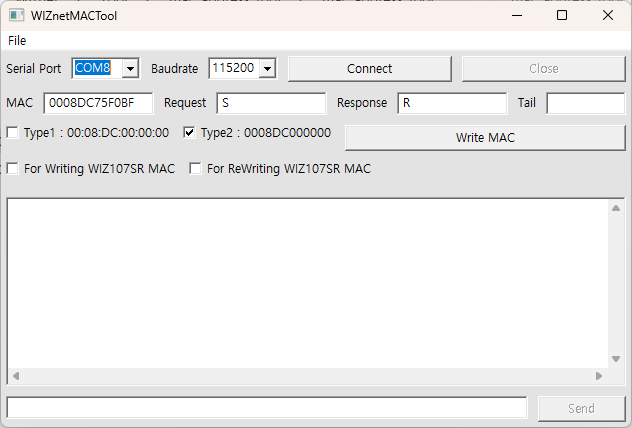 WIZnetMACTool
File
Serial Port COM8 Baudrate 115200 Connect Close
MAC 0008DC75F0BF Request S Response R Tail
Type1 : 00:08:DC:00:00:00 Type2 : 0008DC000000 Write MAC
For Writing WIZ107SR MAC For ReWriting WIZ107SR MAC
Send